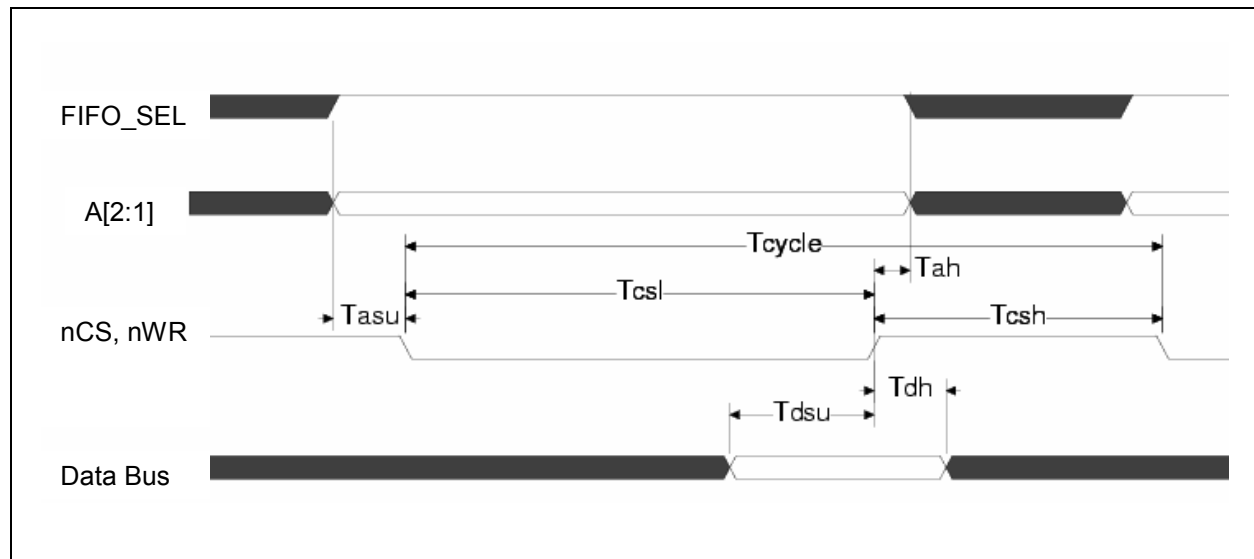 FIFO_SEL
A[2:1]
Tcycle
Tah
Tcsl
Tasu
Tcsh
nCS, nWR
Tdh
Tdsu
Data Bus